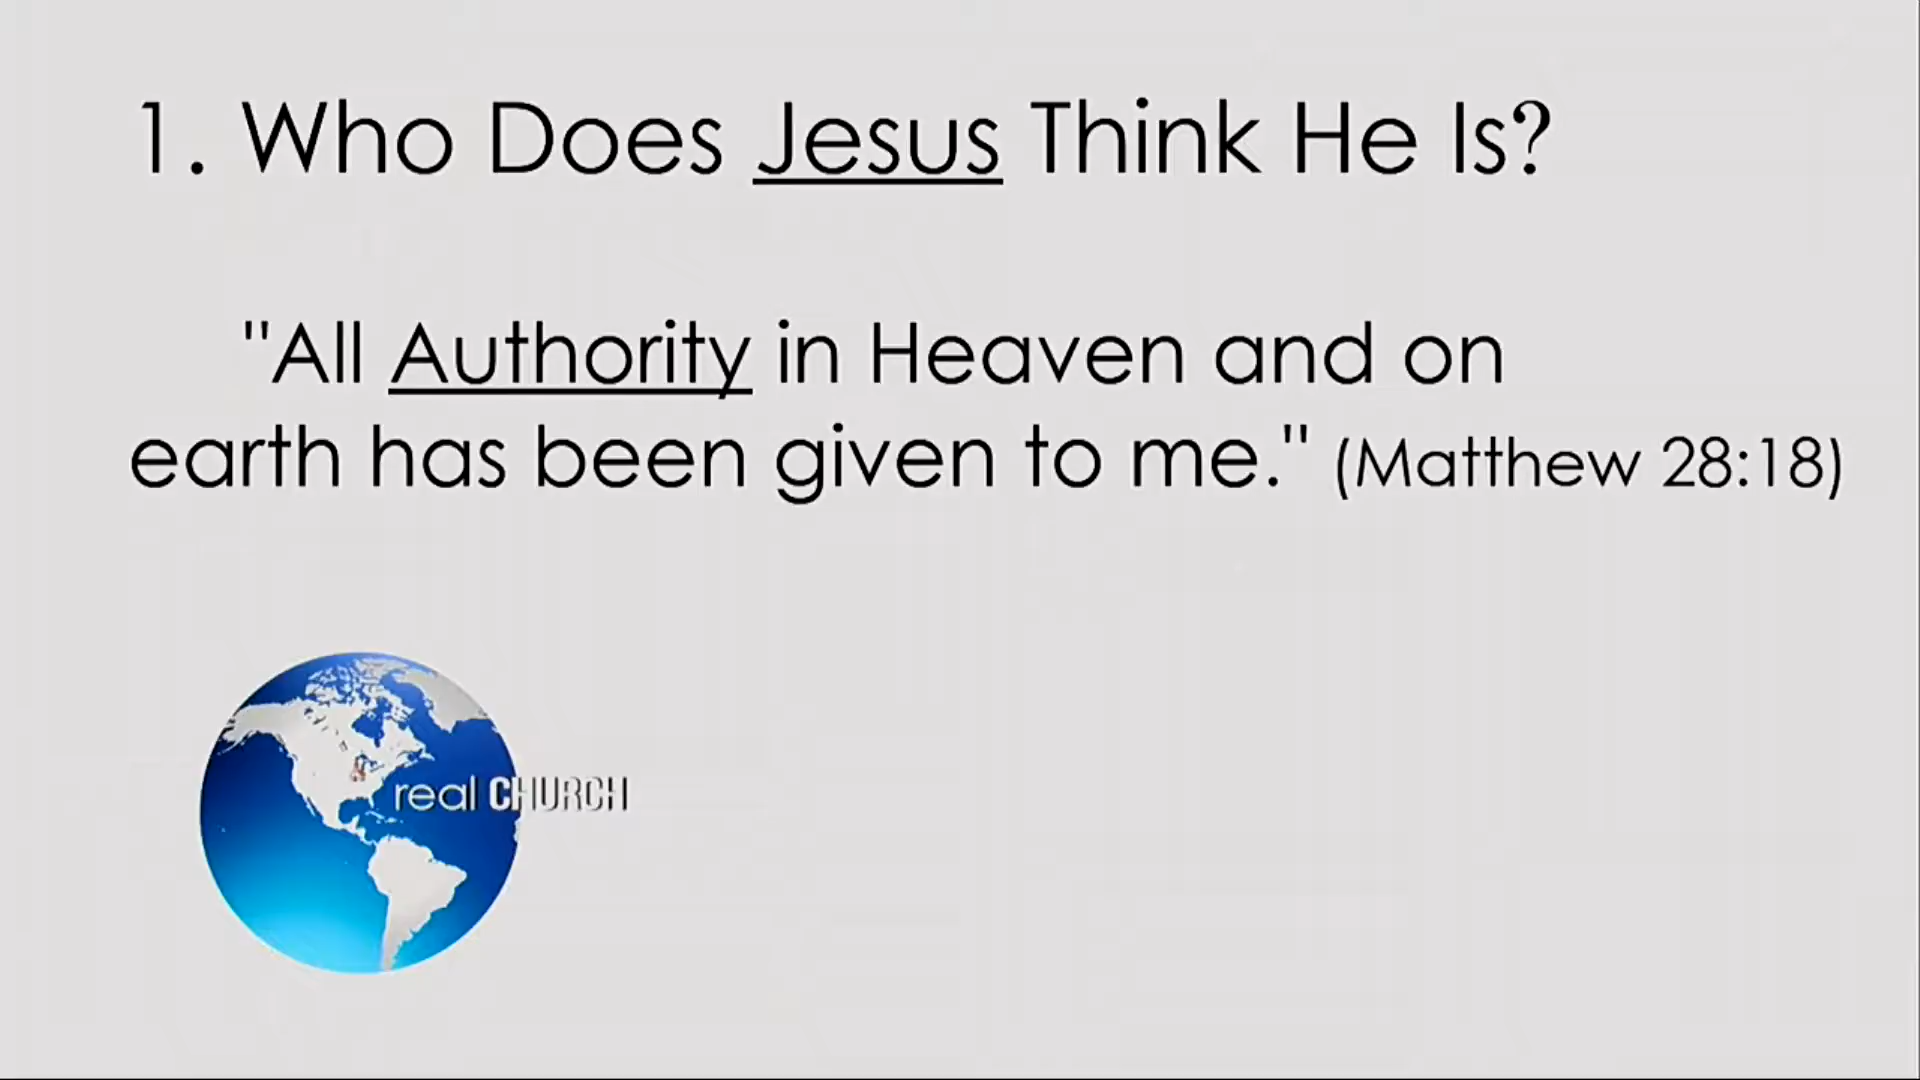 1. Who Does Jesus Think He Is?
"All Authority in Heaven and on
earth has been given to me." (Matthew 28:18)
real CHURCH